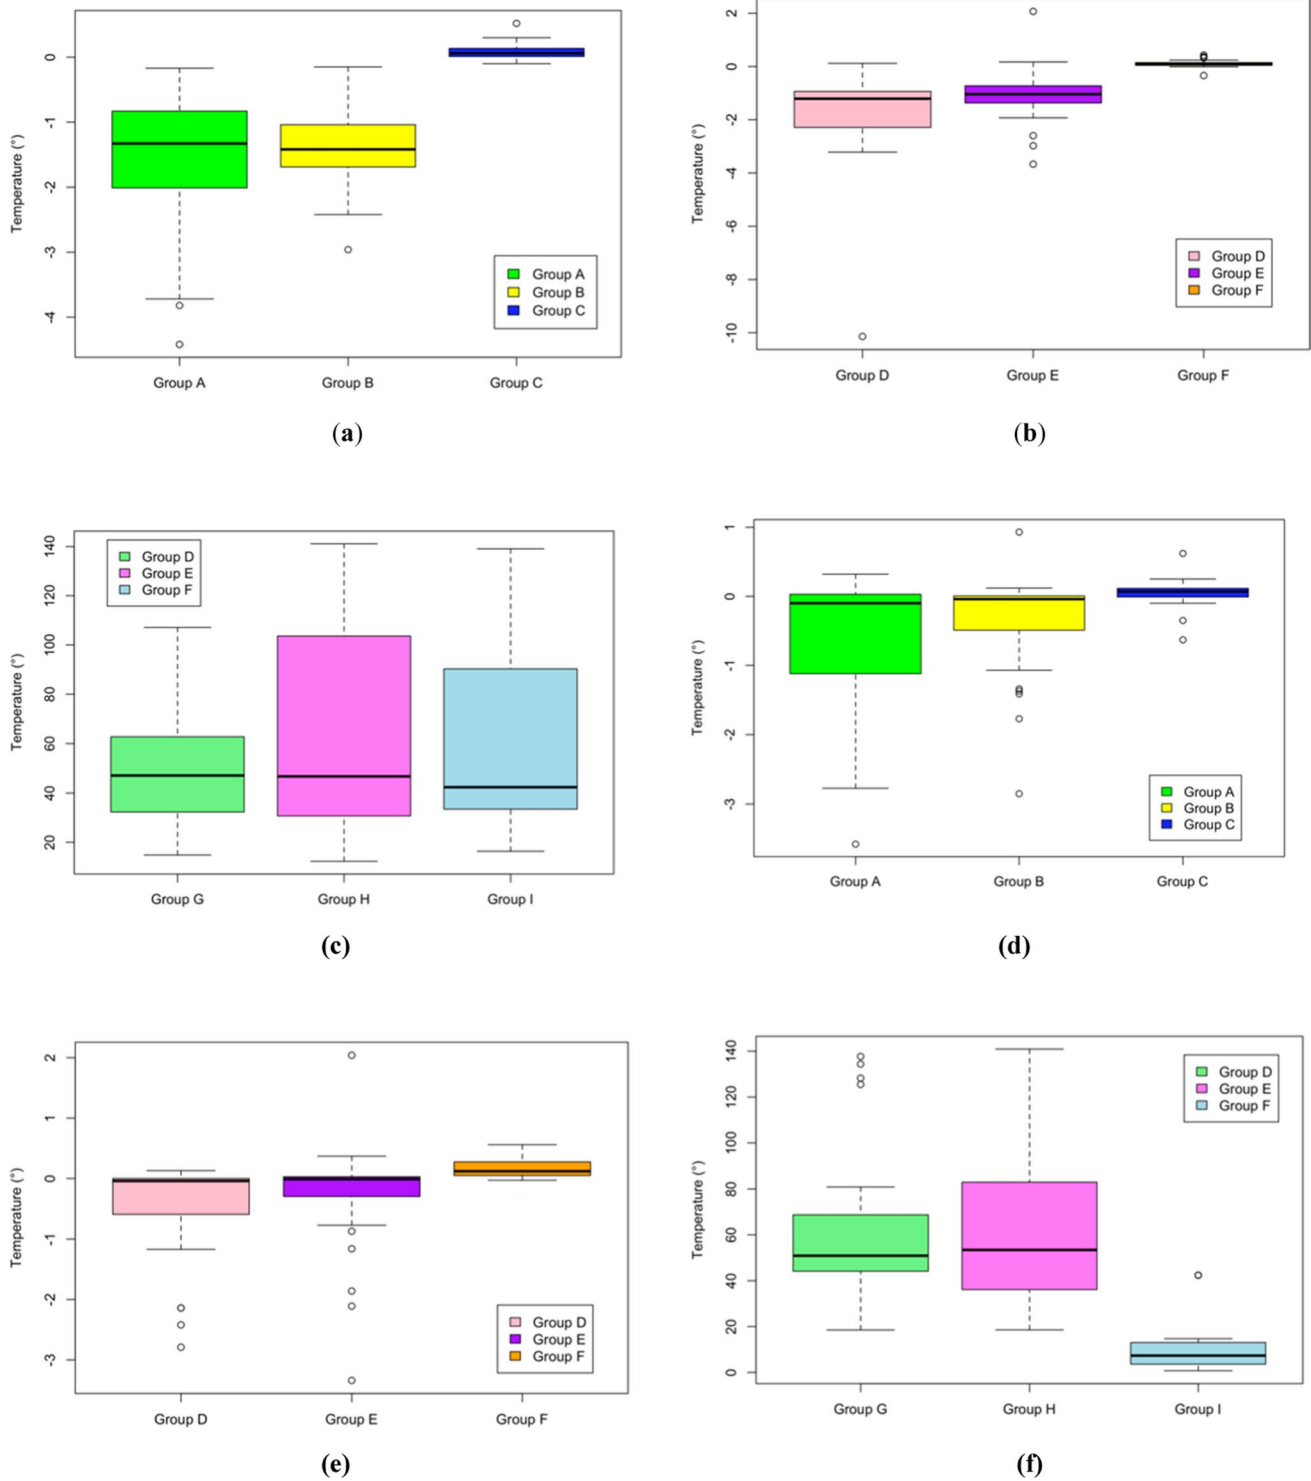 Temperature (°)
0
-1
-2
-3
-4
Group A
Group B
Group C
Group A
Group B
Group C
(a)
Temperature (°)
2
0
-2
-4
-6
-8
-10
Group D
Group E
Group F
Group D
Group E
Group F
(b)
Temperature (°)
140
120
100
80
60
40
20
Group D
Group E
Group F
Group G
Group H
Group I
(c)
Temperature (°)
1
0
-1
-2
-3
Group A
Group B
Group C
Group A
Group B
Group C
(d)
Temperature (°)
2
1
0
-1
-2
-3
Group D
Group E
Group F
Group D
Group E
Group F
(e)
Temperature (°)
140
120
100
80
60
40
20
0
Group D
Group E
Group F
Group G
Group H
Group I
(f)